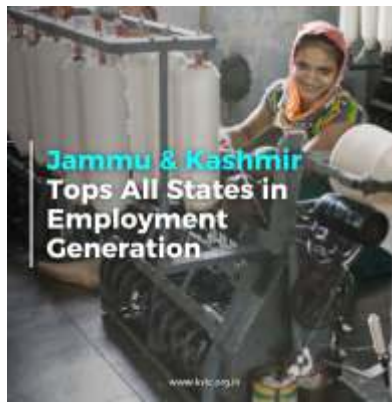 Jammu & Kashmir
Tops All States in
Employment
Generation
www.kvic.org.in